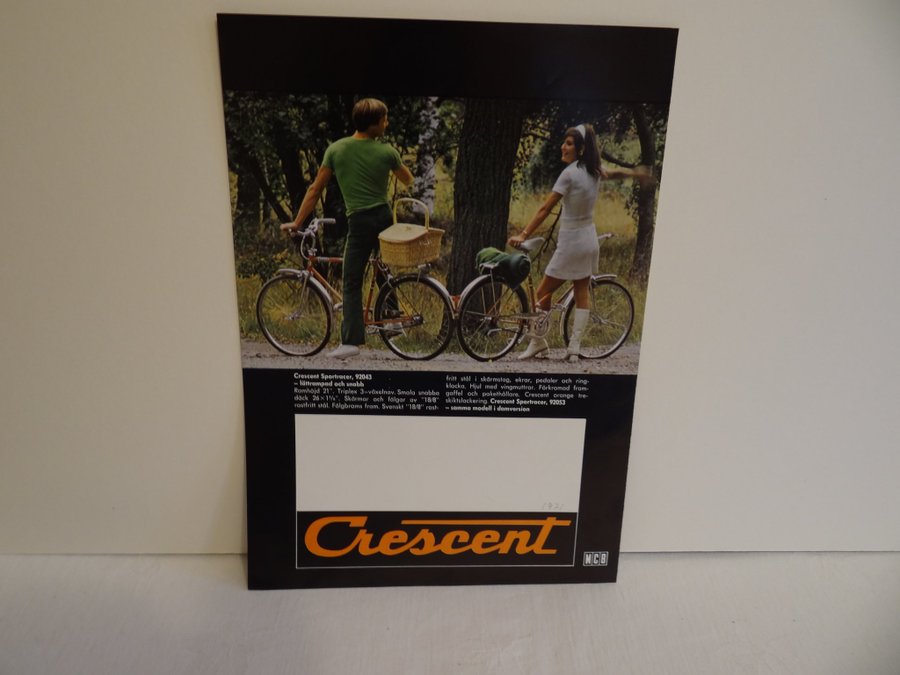 Crescent Sportracer, 92043
– lättrampad och snabb
Ramhöjd 21". Triplex 3-växelnav. Smala snabba
däck 26×1⅜". Skärmar och fälgar av "18/8"
rostfritt stål. Fälgbroms fram. Svenskt "18/8" rost-
fritt stål i skärmstag, ekrar, pedaler och ring-
klocka. Hjul med vingmuttrar. Förkromad fram-
gaffel och pakethållare. Crescent orange tre-
skiktslackering. Crescent Sportracer, 92053
– samma modell i damversion
Crescent
MCB